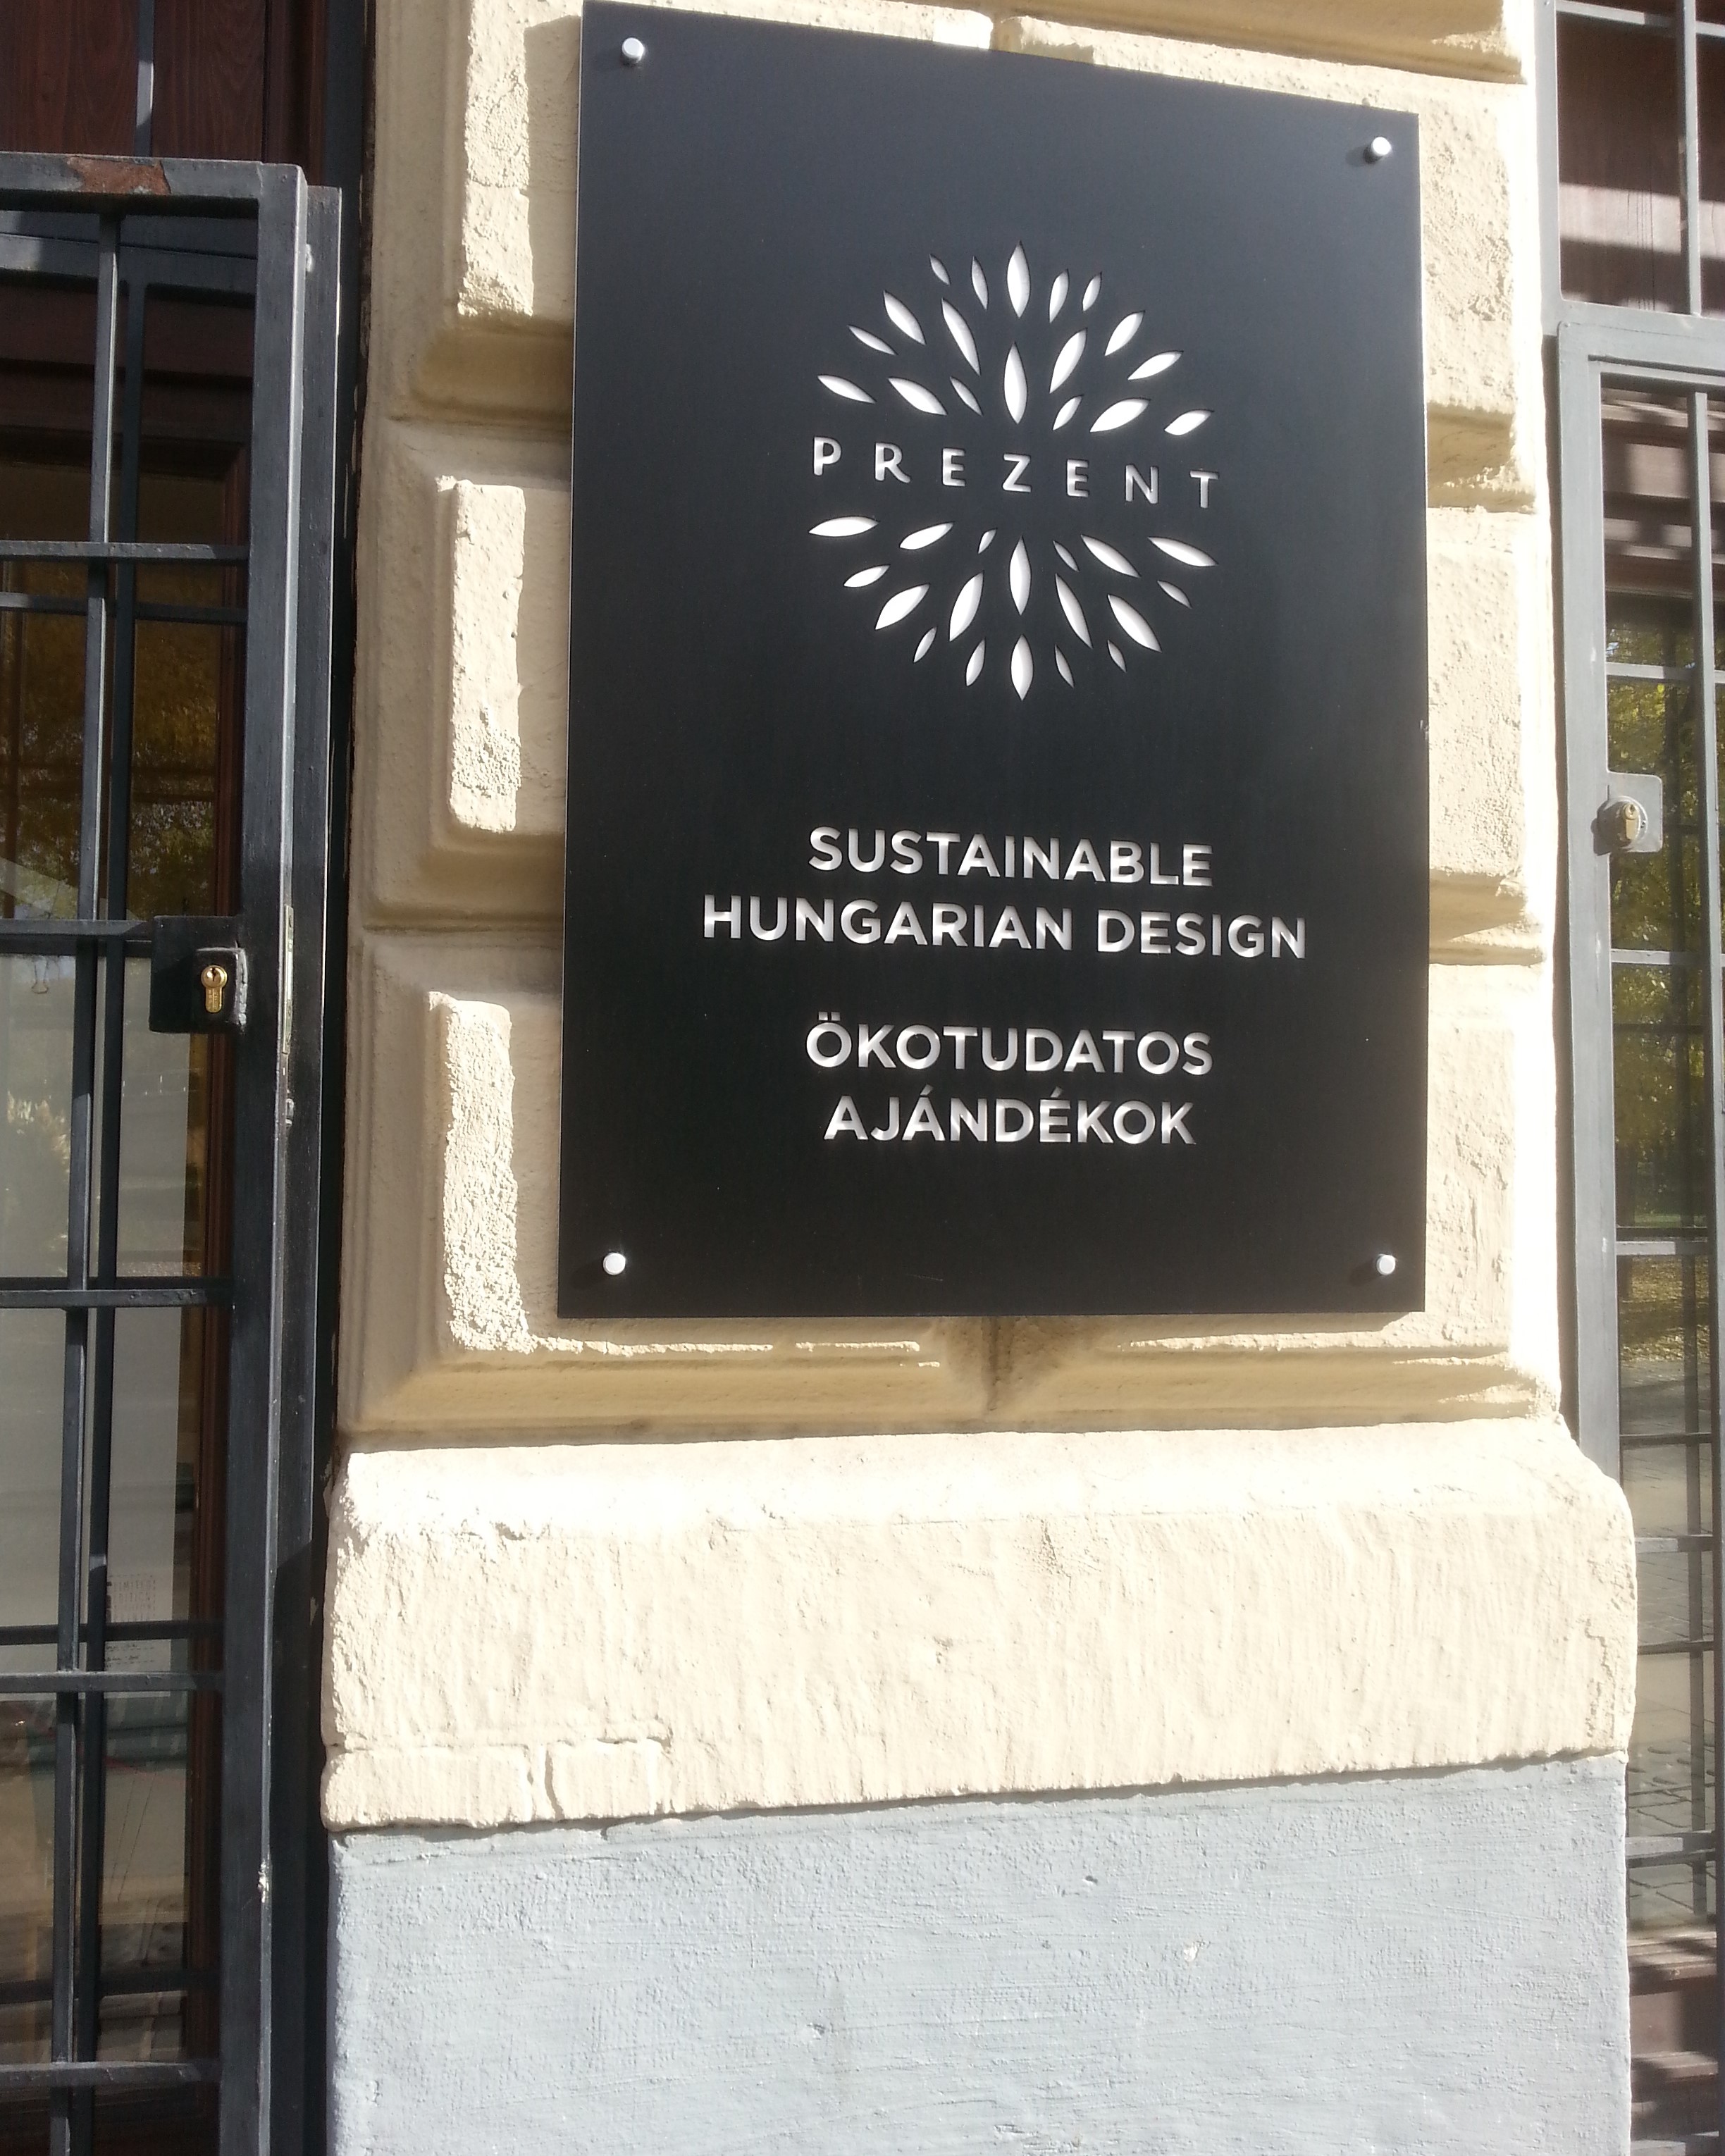 PREZENT
SUSTAINABLE
HUNGARIAN DESIGN
ÖKOTUDATOS
AJÁNDÉKOK